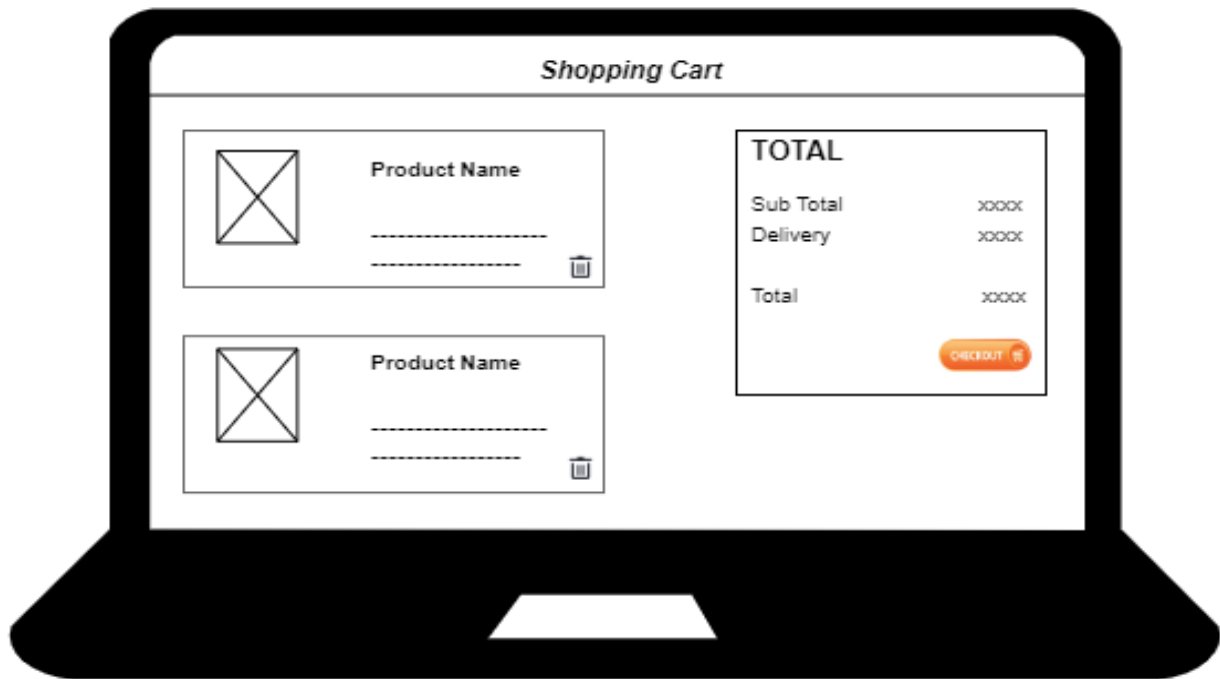 Shopping Cart
Product Name
Product Name
TOTAL
Sub Total xxxx
Delivery xxxx
Total xxxx
CHECKOUT